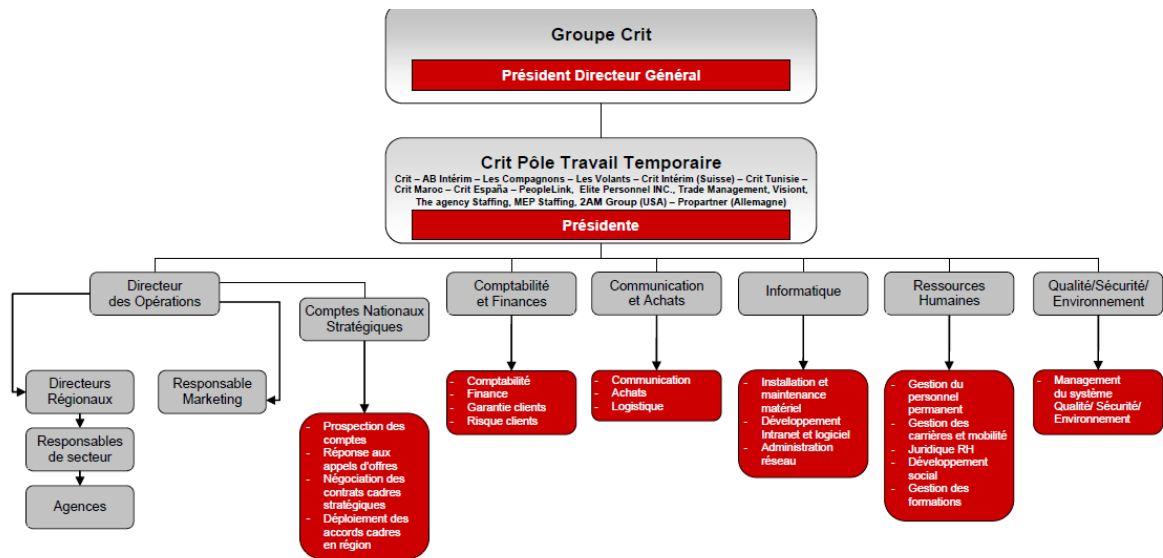 Groupe Crit
Président Directeur Général
Crit Pôle Travail Temporaire
Crit – AB Intérim – Les Compagnons – Les Volants – Crit Intérim (Suisse) – Crit Tunisie –
Crit Maroc – Crit España – PeopleLink, Elite Personnel INC., Trade Management, Visiont,
The agency Staffing, MEP Staffing, 2AM Group (USA) – Propartner (Allemagne)
Présidente
Directeur
des Opérations
Comptes Nationaux
Stratégiques
Comptabilité
et Finances
Communication
et Achats
Informatique
Ressources
Humaines
Qualité/Sécurité/
Environnement
Directeurs
Régionaux
Responsable
Marketing
Responsables
de secteur
Agences
- Prospection des
comptes
- Réponse aux
appels d'offres
- Négociation des
contrats cadres
stratégiques
- Déploiement des
accords cadres
en région
- Comptabilité
- Finance
- Garantie clients
- Risque clients
- Communication
- Achats
- Logistique
- Installation et
maintenance
matériel
- Développement
Intranet et logiciel
- Administration
réseau
- Gestion du
personnel
permanent
- Gestion des
carrières et mobilité
- Juridique RH
- Développement
social
- Gestion des
formations
- Management
du système
Qualité/ Sécurité/
Environnement